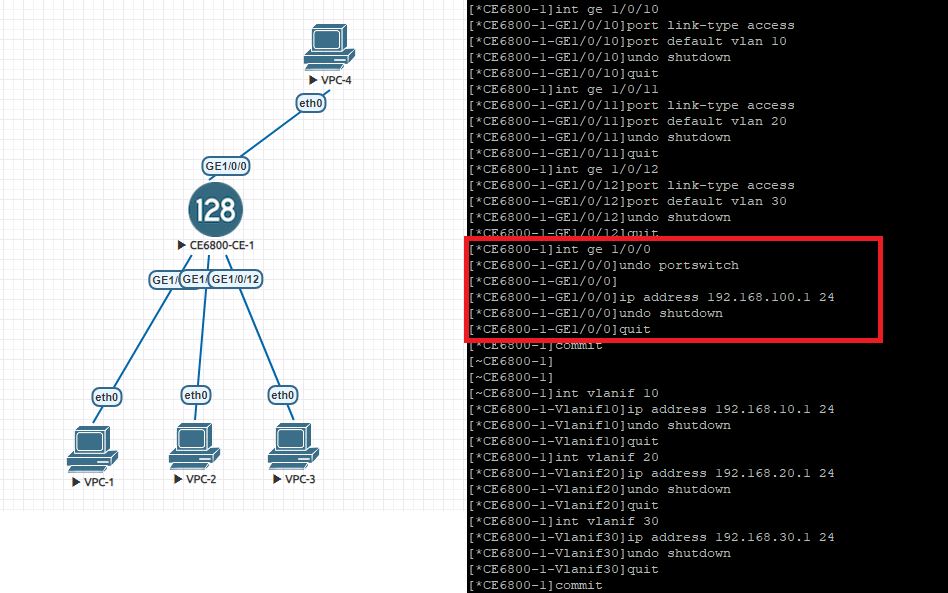 VPC-4
eth0
GE1/0/0
128
CE6800-CE-1
GE1/
GE1/
GE1/0/12
eth0
eth0
eth0
VPC-1
VPC-2
VPC-3
[*CE6800-1]int ge 1/0/10
[*CE6800-1-GE1/0/10]port link-type access
[*CE6800-1-GE1/0/10]port default vlan 10
[*CE6800-1-GE1/0/10]undo shutdown
[*CE6800-1-GE1/0/10]quit
[*CE6800-1]int ge 1/0/11
[*CE6800-1-GE1/0/11]port link-type access
[*CE6800-1-GE1/0/11]port default vlan 20
[*CE6800-1-GE1/0/11]undo shutdown
[*CE6800-1-GE1/0/11]quit
[*CE6800-1]int ge 1/0/12
[*CE6800-1-GE1/0/12]port link-type access
[*CE6800-1-GE1/0/12]port default vlan 30
[*CE6800-1-GE1/0/12]undo shutdown
[*CE6800-1-GE1/0/12]quit
[*CE6800-1]int ge 1/0/0
[*CE6800-1-GE1/0/0]undo portswitch
[*CE6800-1-GE1/0/0]
[*CE6800-1-GE1/0/0]ip address 192.168.100.1 24
[*CE6800-1-GE1/0/0]undo shutdown
[*CE6800-1-GE1/0/0]quit
[*CE6800-1]commit
[~CE6800-1]
[~CE6800-1]
[~CE6800-1]int vlanif 10
[*CE6800-1-Vlanif10]ip address 192.168.10.1 24
[*CE6800-1-Vlanif10]undo shutdown
[*CE6800-1-Vlanif10]quit
[*CE6800-1]int vlanif 20
[*CE6800-1-Vlanif20]ip address 192.168.20.1 24
[*CE6800-1-Vlanif20]undo shutdown
[*CE6800-1-Vlanif20]quit
[*CE6800-1]int vlanif 30
[*CE6800-1-Vlanif30]ip address 192.168.30.1 24
[*CE6800-1-Vlanif30]undo shutdown
[*CE6800-1-Vlanif30]quit
[*CE6800-1]commit